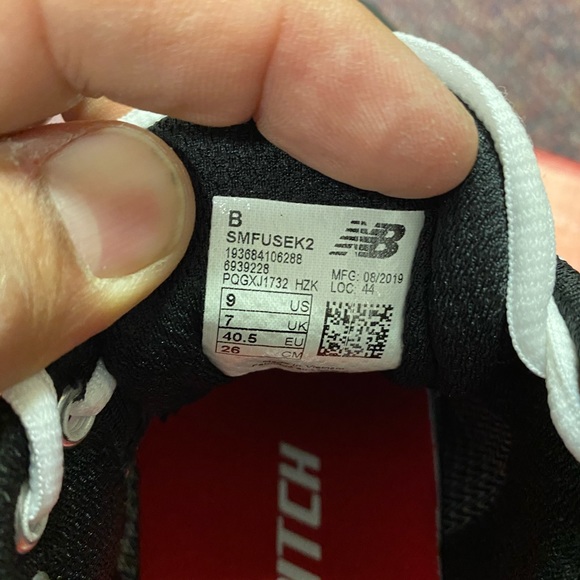 B
SMFUSEK2
193684106288
6939228
PQGXJ1732 HZK
NB
MFG: 08/2019
LOC: 44
9 US
7 UK
40.5 EU
26 CM
ITCH